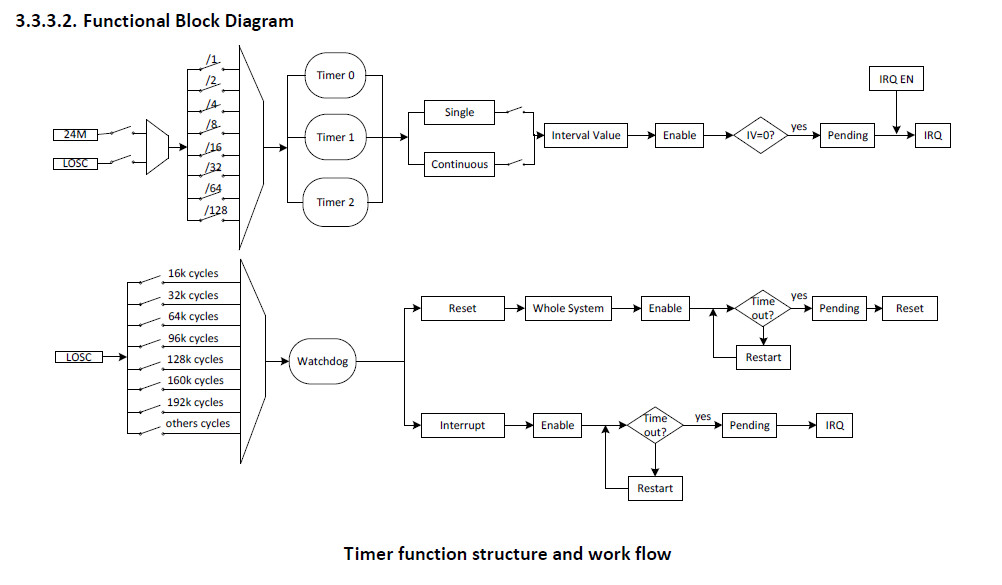 3.3.3.2. Functional Block Diagram
/1
/2
/4
/8
/16
/32
/64
/128
24M
LOSC
Timer 0
Timer 1
Timer 2
Single
Continuous
Interval Value
Enable
IV=0?
yes
Pending
IRQ EN
IRQ
LOSC
16k cycles
32k cycles
64k cycles
96k cycles
128k cycles
160k cycles
192k cycles
others cycles
Watchdog
Reset
Whole System
Enable
Time
out?
yes
Pending
Reset
Restart
Interrupt
Enable
Time
out?
yes
Pending
IRQ
Restart
Timer function structure and work flow